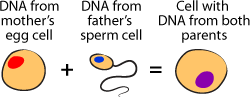 DNA from
mother's
egg cell
DNA from
father's
sperm cell
Cell with
DNA from both
parents
+
=